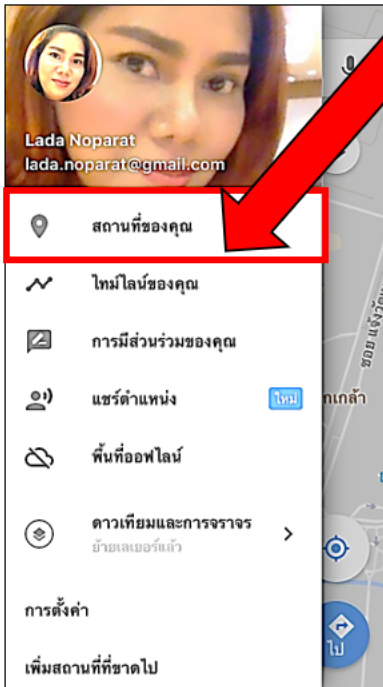 Lada Noparat
lada.noparat@gmail.com
สถานที่ของคุณ
ไทม์ไลน์ของคุณ
การมีส่วนร่วมของคุณ
แชร์ตำแหน่ง
ใหม่
พื้นที่ออฟไลน์
ดาวเทียมและการจราจร
ย้ายเลเยอร์แล้ว
การตั้งค่า
เพิ่มสถานที่ที่ขาดไป
กเกล้า
ไป